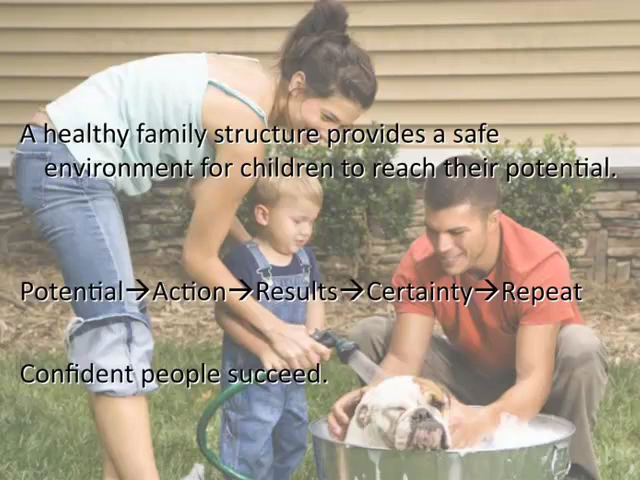 A healthy family structure provides a safe
environment for children to reach their potential.
Potential→Action→Results→Certainty→Repeat
Confident people succeed.